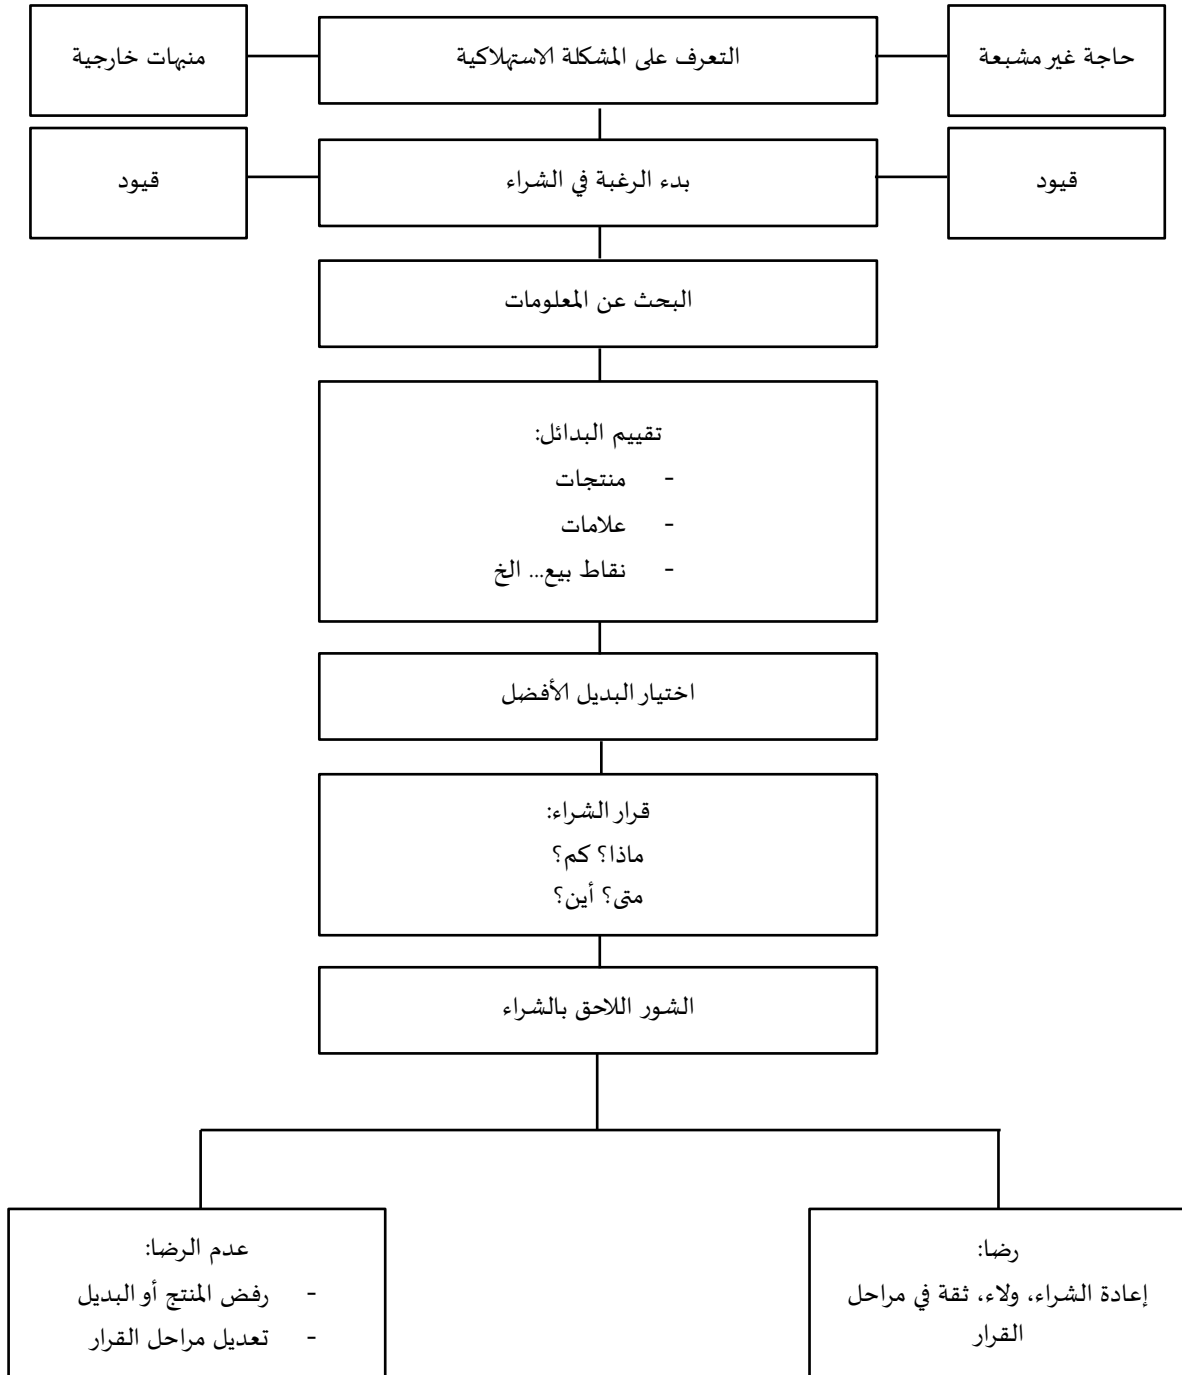 حاجة غير مشبعة
التعرف على المشكلة الاستهلاكية
منبهات خارجية
قيود
بدء الرغبة في الشراء
قيود
البحث عن المعلومات
تقييم البدائل:
- منتجات
- علامات
- نقاط بيع... الخ
اختيار البديل الأفضل
قرار الشراء:
ماذا؟ كم؟
متى؟ أين؟
الشور اللاحق بالشراء
رضا:
إعادة الشراء، ولاء، ثقة في مراحل
القرار
عدم الرضا:
- رفض المنتج أو البديل
- تعديل مراحل القرار